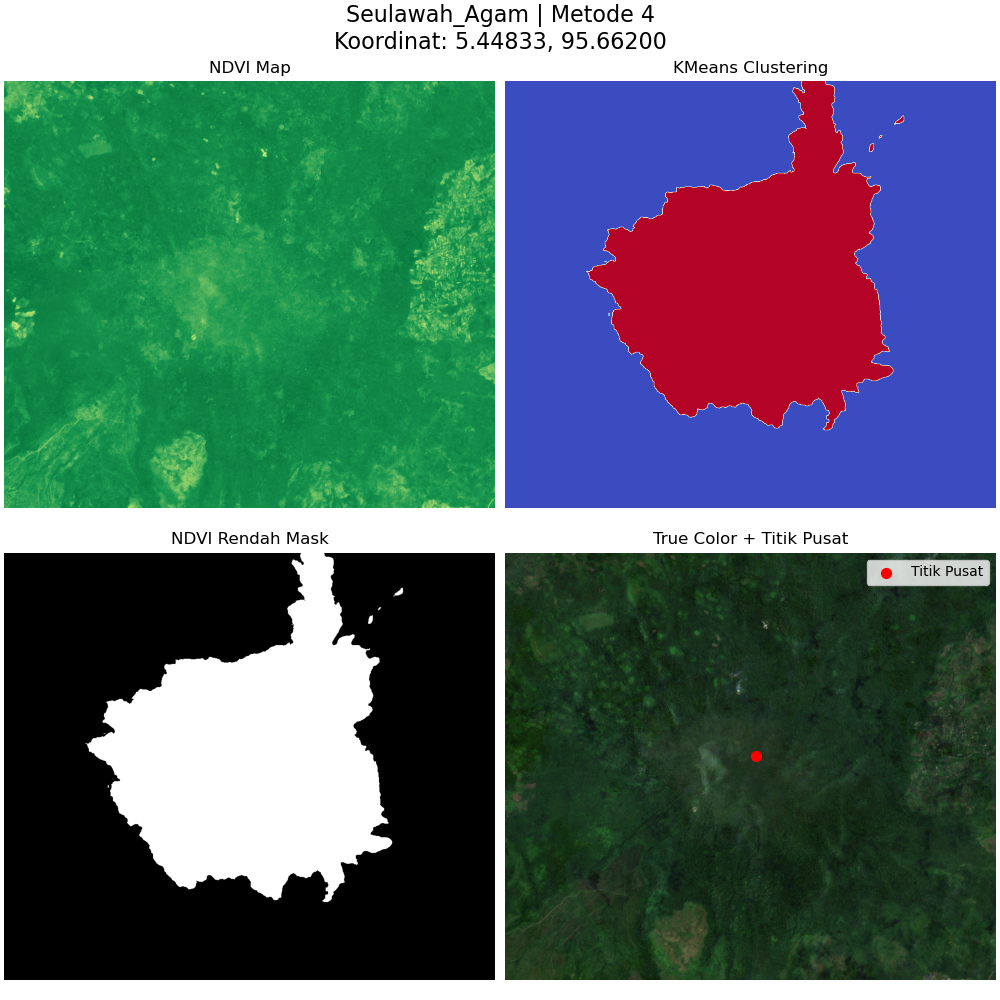 Seulawah_Agam | Metode 4
Koordinat: 5.44833, 95.66200
NDVI Map
KMeans Clustering
NDVI Rendah Mask
True Color + Titik Pusat
Titik Pusat